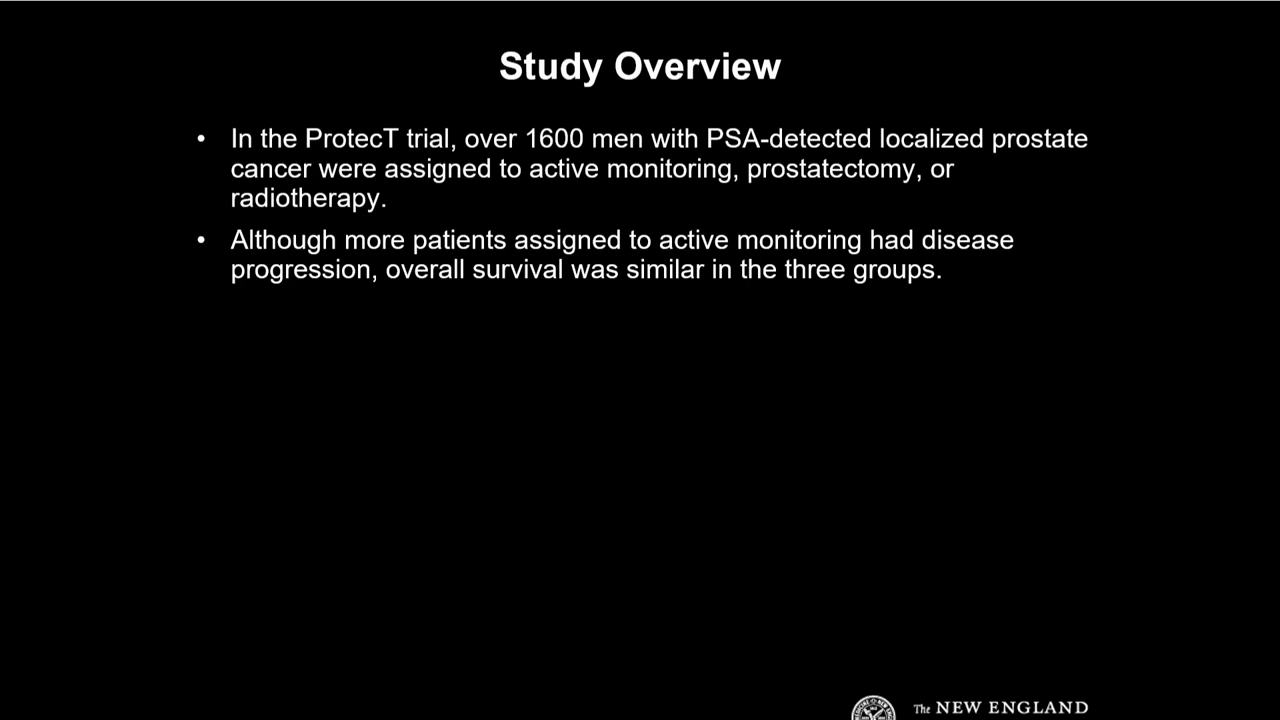 Study Overview
• In the ProtecT trial, over 1600 men with PSA-detected localized prostate
cancer were assigned to active monitoring, prostatectomy, or
radiotherapy.
• Although more patients assigned to active monitoring had disease
progression, overall survival was similar in the three groups.
The NEW ENGLAND